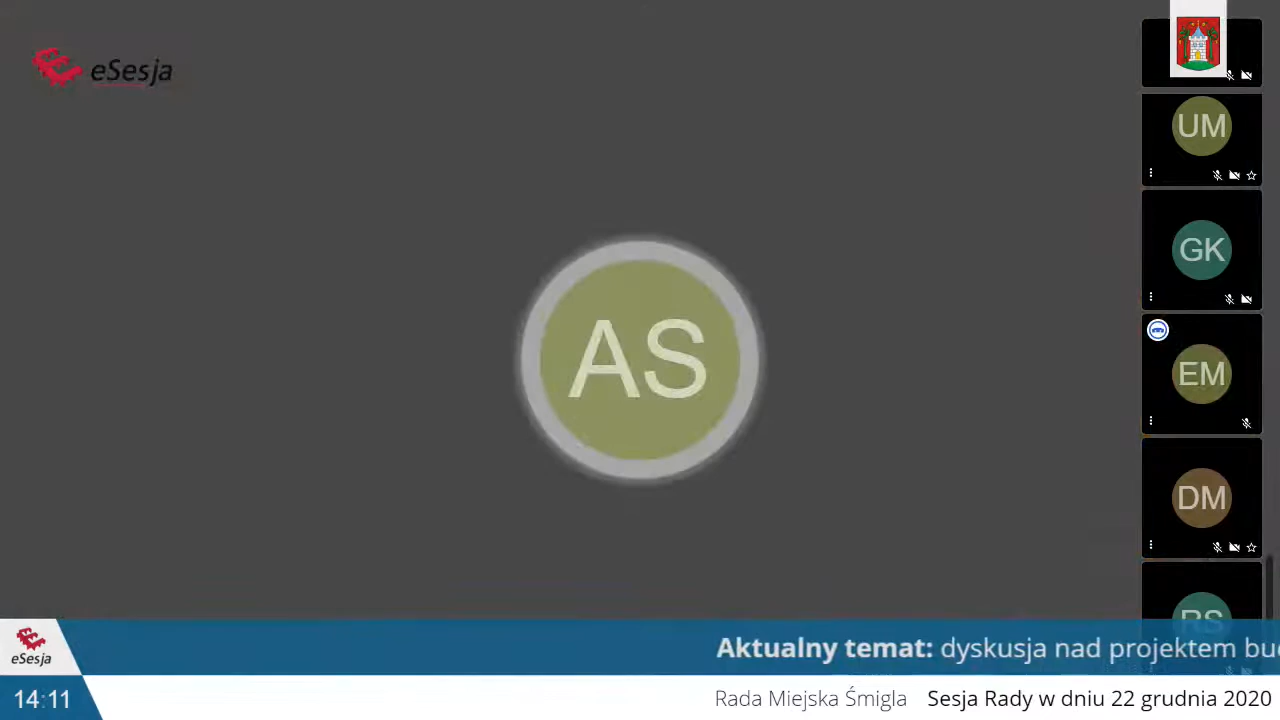 eSesja
UM
GK
EM
DM
RS
AS
Aktualny temat: dyskusja nad projektem
eSesja
14:11
Rada Miejska Śmigla Sesja Rady w dniu 22 grudnia 2020